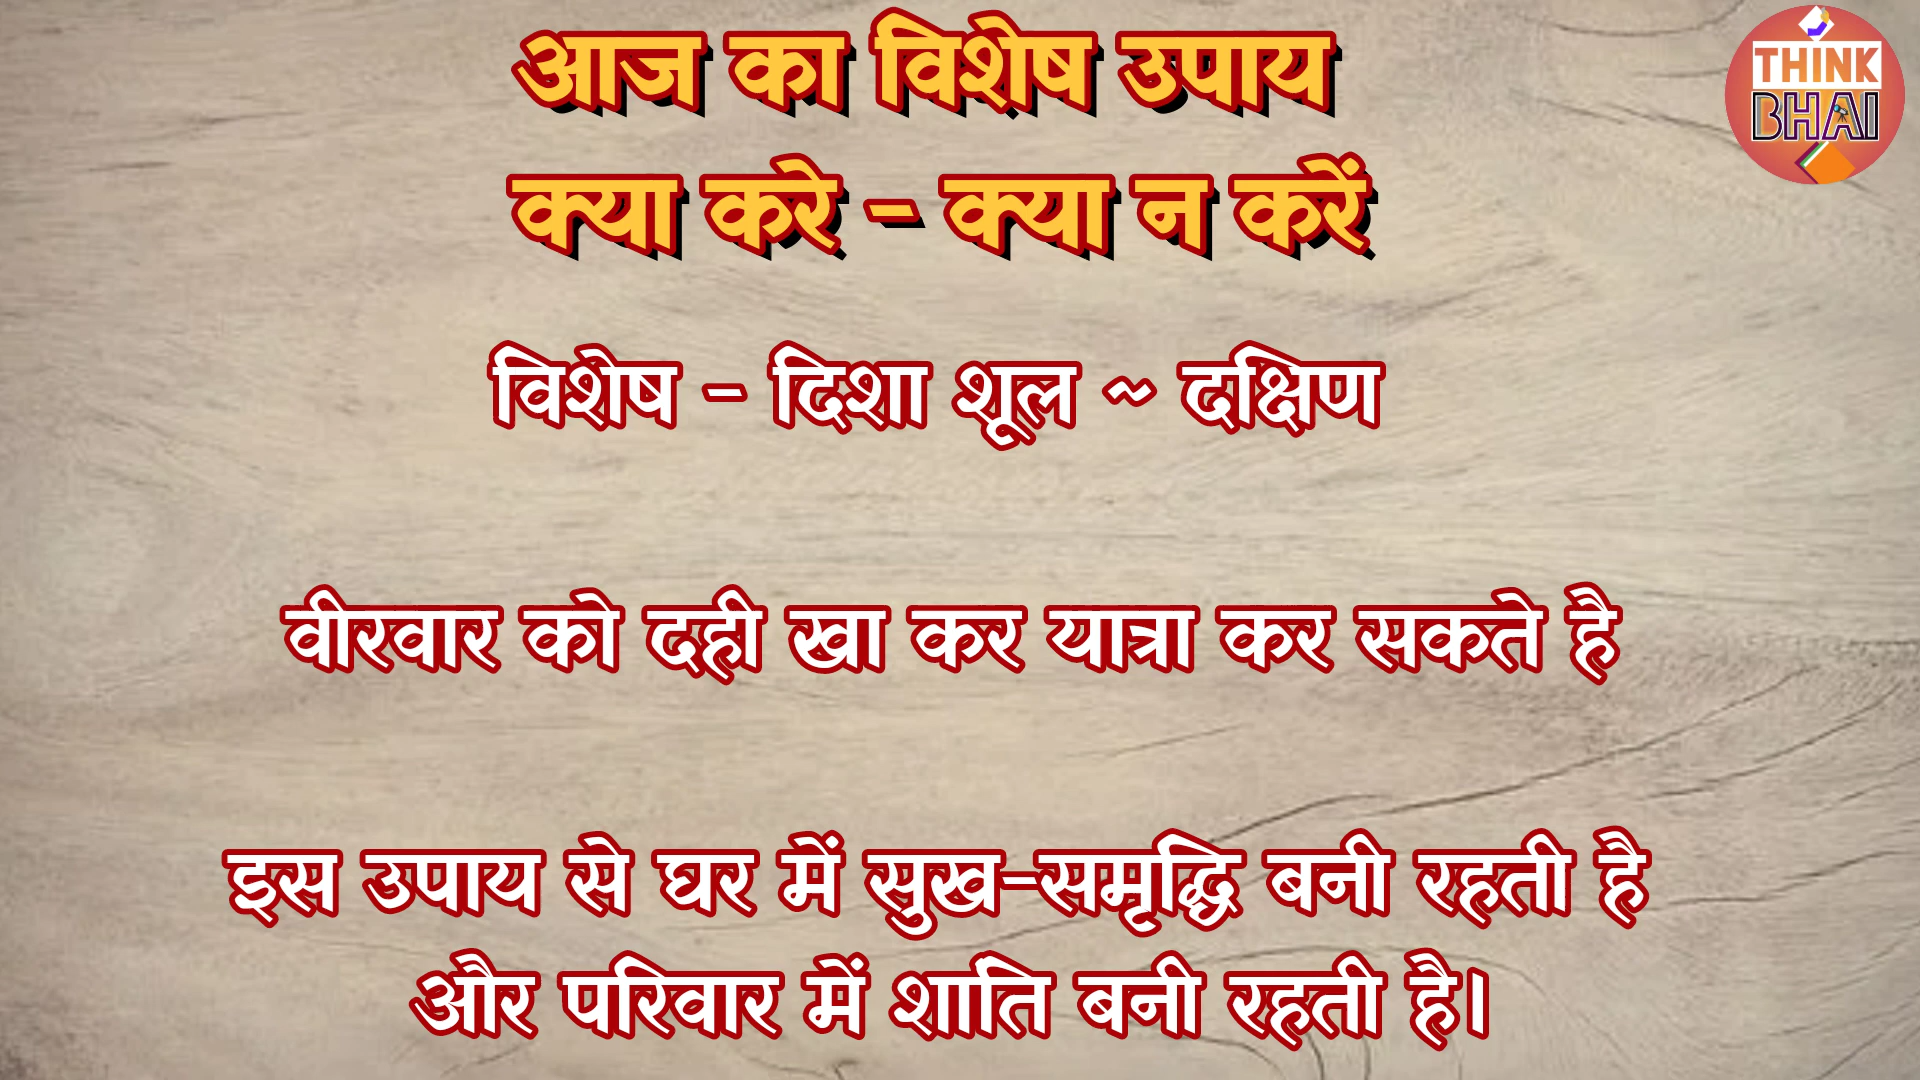 आज का विशेष उपाय
क्या करे - क्या न करें
THINK
BHAI
विशेष - दिशा शूल ~ दक्षिण
वीरवार को दही खा कर यात्रा कर सकते है
इस उपाय से घर में सुख-समृद्धि बनी रहती है
और परिवार में शांति बनी रहती है।